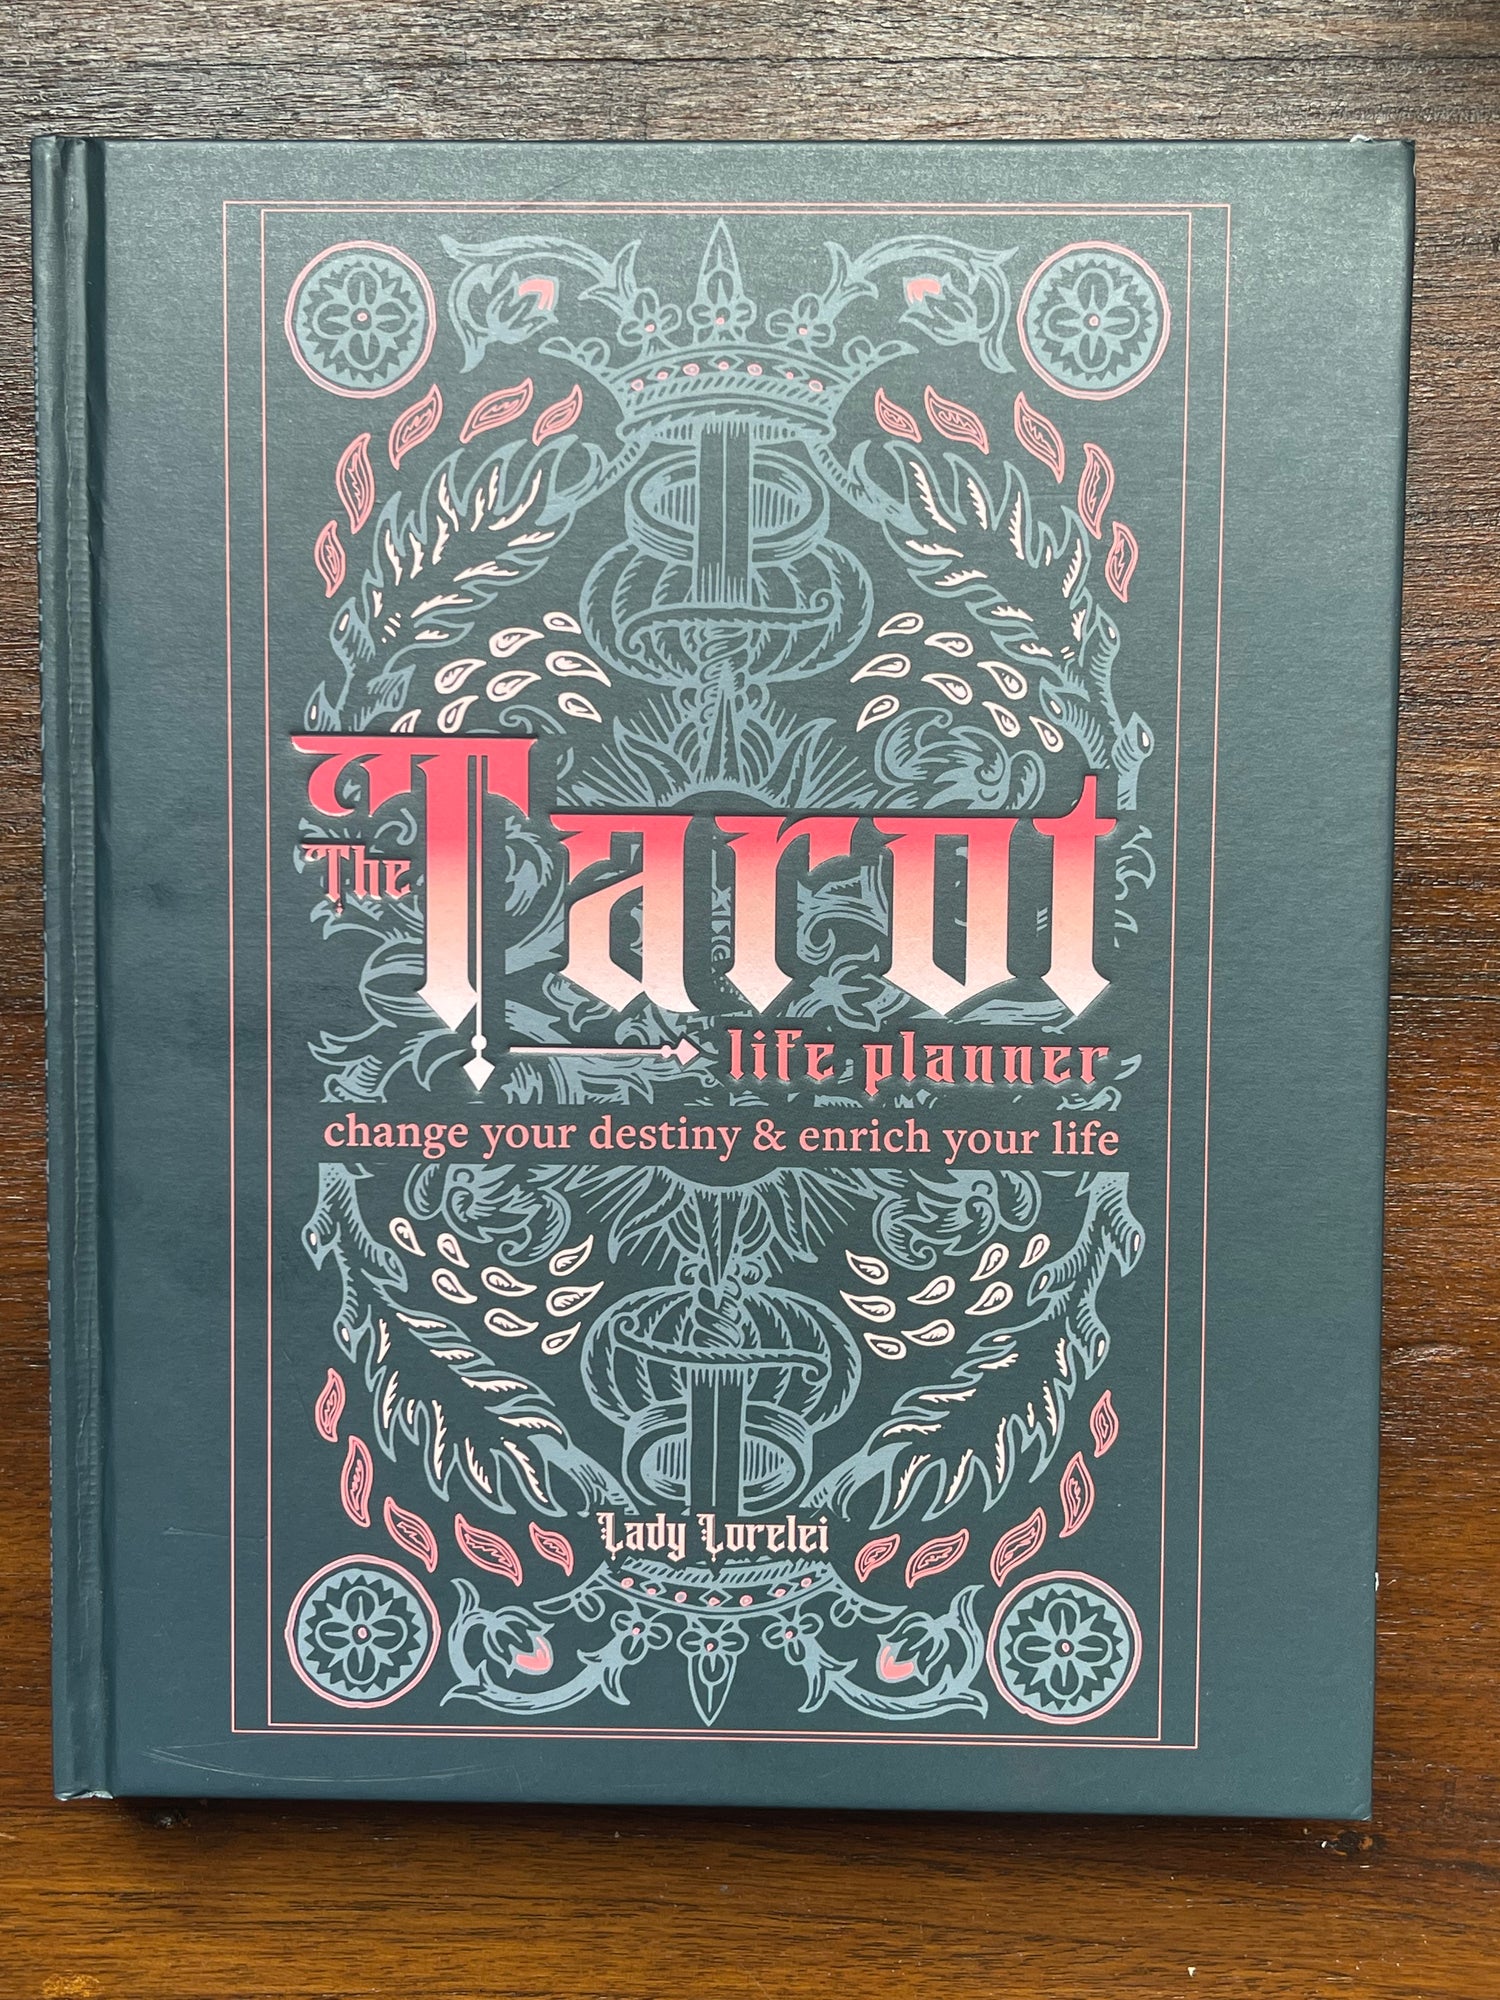 The Tarot
life planner
change your destiny & enrich your life
Lady Lorelei